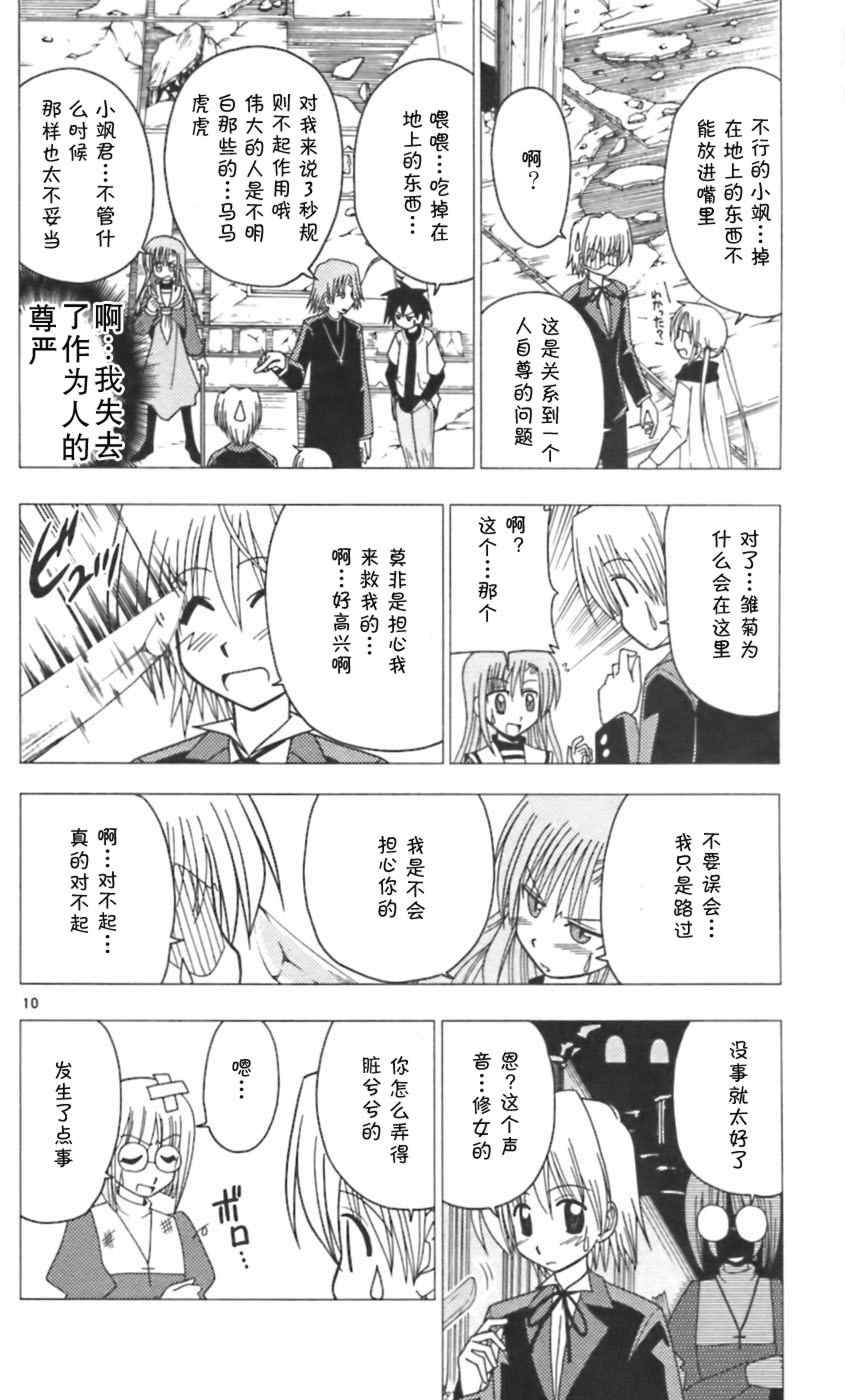 不行的小飒…掉
在地上的东西不
能放进嘴里
啊？
わかった？
这是关系到一个
人自尊的问题
喂喂…吃掉在
地上的东西…
对我来说3秒规
则不起作用哦
伟大的人是不明
白那些的…马马
虎虎
小飒君…不管什
么时候
那样也太不妥当
啊…我失去
了作为人的
尊严
对了…雏菊为
什么会在这里
啊？
这个…那个
莫非是担心我
来救我的…
啊…好高兴啊
不要误会…
我只是路过
我是不会
担心你的
啊…对不起…
真的对不起
10
没事就太好了
恩？这个声
音…修女的
你怎么弄得
脏兮兮的
嗯…
ボロ…
发生了点事